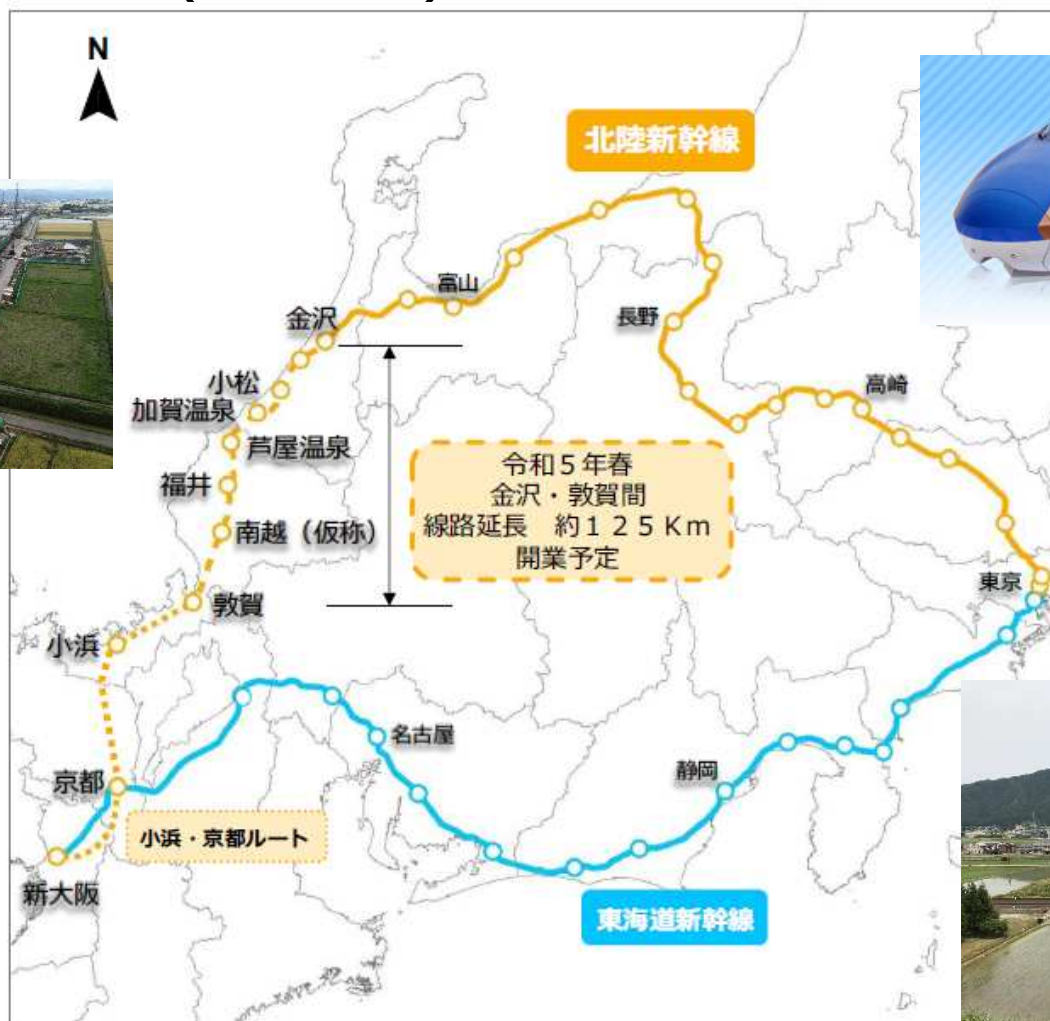 N
北陸新幹線
富山
金沢
長野
小松
加賀温泉
高崎
芦屋温泉
福井
令和５年春
金沢・敦賀間
線路延長　約１２５Ｋｍ
開業予定
南越（仮称）
東京
敦賀
小浜
名古屋
静岡
京都
小浜・京都ルート
新大阪
東海道新幹線